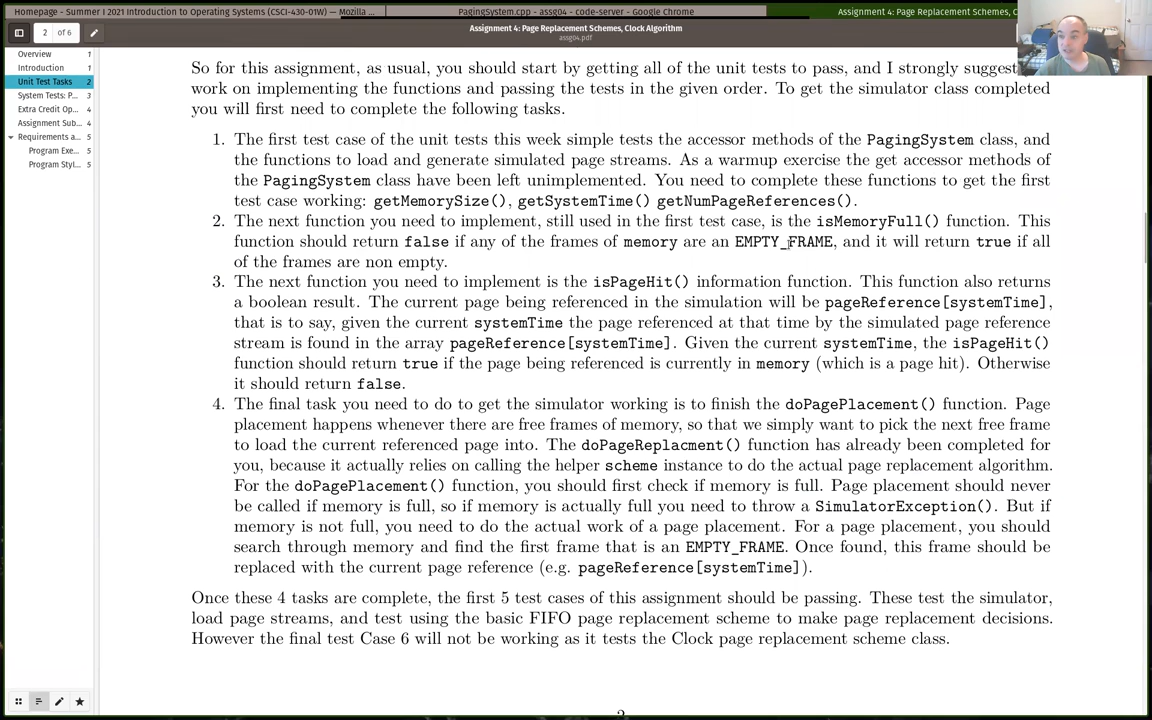 Homepage - Summer I 2021 Introduction to Operating Systems (CSCI-430-01W) — Mozilla ...
PagingSystem.cpp - assg04 - code-server - Google Chrome
Assignment 4: Page Replacement Schemes, C
2 of 6
Assignment 4: Page Replacement Schemes, Clock Algorithm
assg04.pdf
Overview 1
Introduction 1
Unit Test Tasks 2
System Tests: P... 3
Extra Credit Op... 4
Assignment Sub... 4
Requirements a... 5
Program Exe... 5
Program Styl... 5
So for this assignment, as usual, you should start by getting all of the unit tests to pass, and I strongly suggest
work on implementing the functions and passing the tests in the given order. To get the simulator class completed
you will first need to complete the following tasks.
1. The first test case of the unit tests this week simple tests the accessor methods of the PagingSystem class, and
the functions to load and generate simulated page streams. As a warmup exercise the get accessor methods of
the PagingSystem class have been left unimplemented. You need to complete these functions to get the first
test case working: getMemorySize(), getSystemTime() getNumPageReferences().
2. The next function you need to implement, still used in the first test case, is the isMemoryFull() function. This
function should return false if any of the frames of memory are an EMPTY_FRAME, and it will return true if all
of the frames are non empty.
3. The next function you need to implement is the isPageHit() information function. This function also returns
a boolean result. The current page being referenced in the simulation will be pageReference[systemTime],
that is to say, given the current systemTime the page referenced at that time by the simulated page reference
stream is found in the array pageReference[systemTime]. Given the current systemTime, the isPageHit()
function should return true if the page being referenced is currently in memory (which is a page hit). Otherwise
it should return false.
4. The final task you need to do to get the simulator working is to finish the doPagePlacement() function. Page
placement happens whenever there are free frames of memory, so that we simply want to pick the next free frame
to load the current referenced page into. The doPageReplacment() function has already been completed for
you, because it actually relies on calling the helper scheme instance to do the actual page replacement algorithm.
For the doPagePlacement() function, you should first check if memory is full. Page placement should never
be called if memory is full, so if memory is actually full you need to throw a SimulatorException(). But if
memory is not full, you need to do the actual work of a page placement. For a page placement, you should
search through memory and find the first frame that is an EMPTY_FRAME. Once found, this frame should be
replaced with the current page reference (e.g. pageReference[systemTime]).
Once these 4 tasks are complete, the first 5 test cases of this assignment should be passing. These test the simulator,
load page streams, and test using the basic FIFO page replacement scheme to make page replacement decisions.
However the final test Case 6 will not be working as it tests the Clock page replacement scheme class.